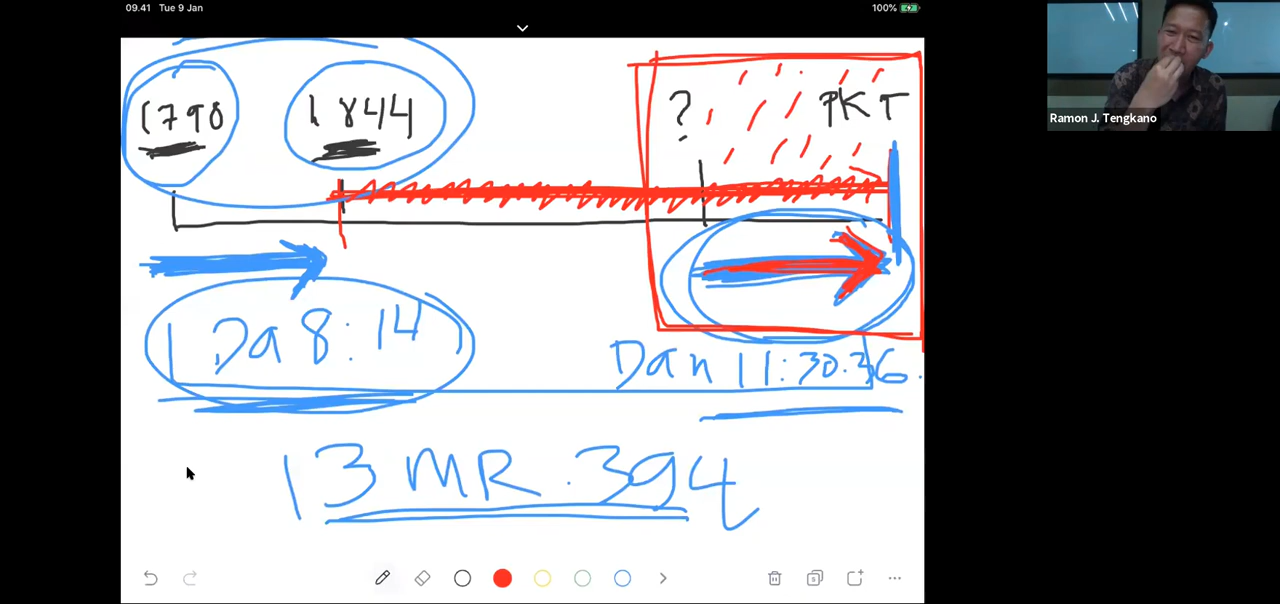 09.41 Tue 9 Jan
100%
1798 1844 ? PKT
Da 8:14
Dan 11:30.36.
13 MR.394
Ramon J. Tengkano